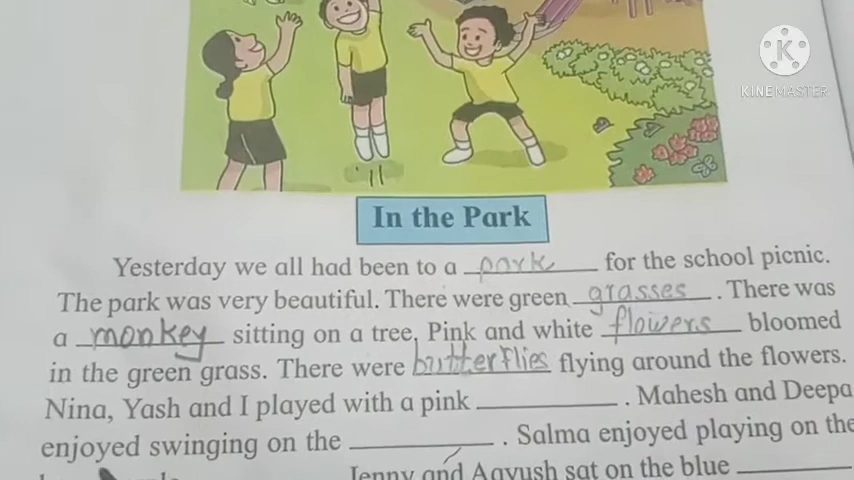 KINEMASTER
In the Park
Yesterday we all had been to a park for the school picnic.
The park was very beautiful. There were green grasses. There was
a monkey sitting on a tree. Pink and white flowers bloomed
in the green grass. There were butterflies flying around the flowers.
Nina, Yash and I played with a pink ________. Mahesh and Deepa
enjoyed swinging on the ________. Salma enjoyed playing on the
Jenny and Aayush sat on the blue ________